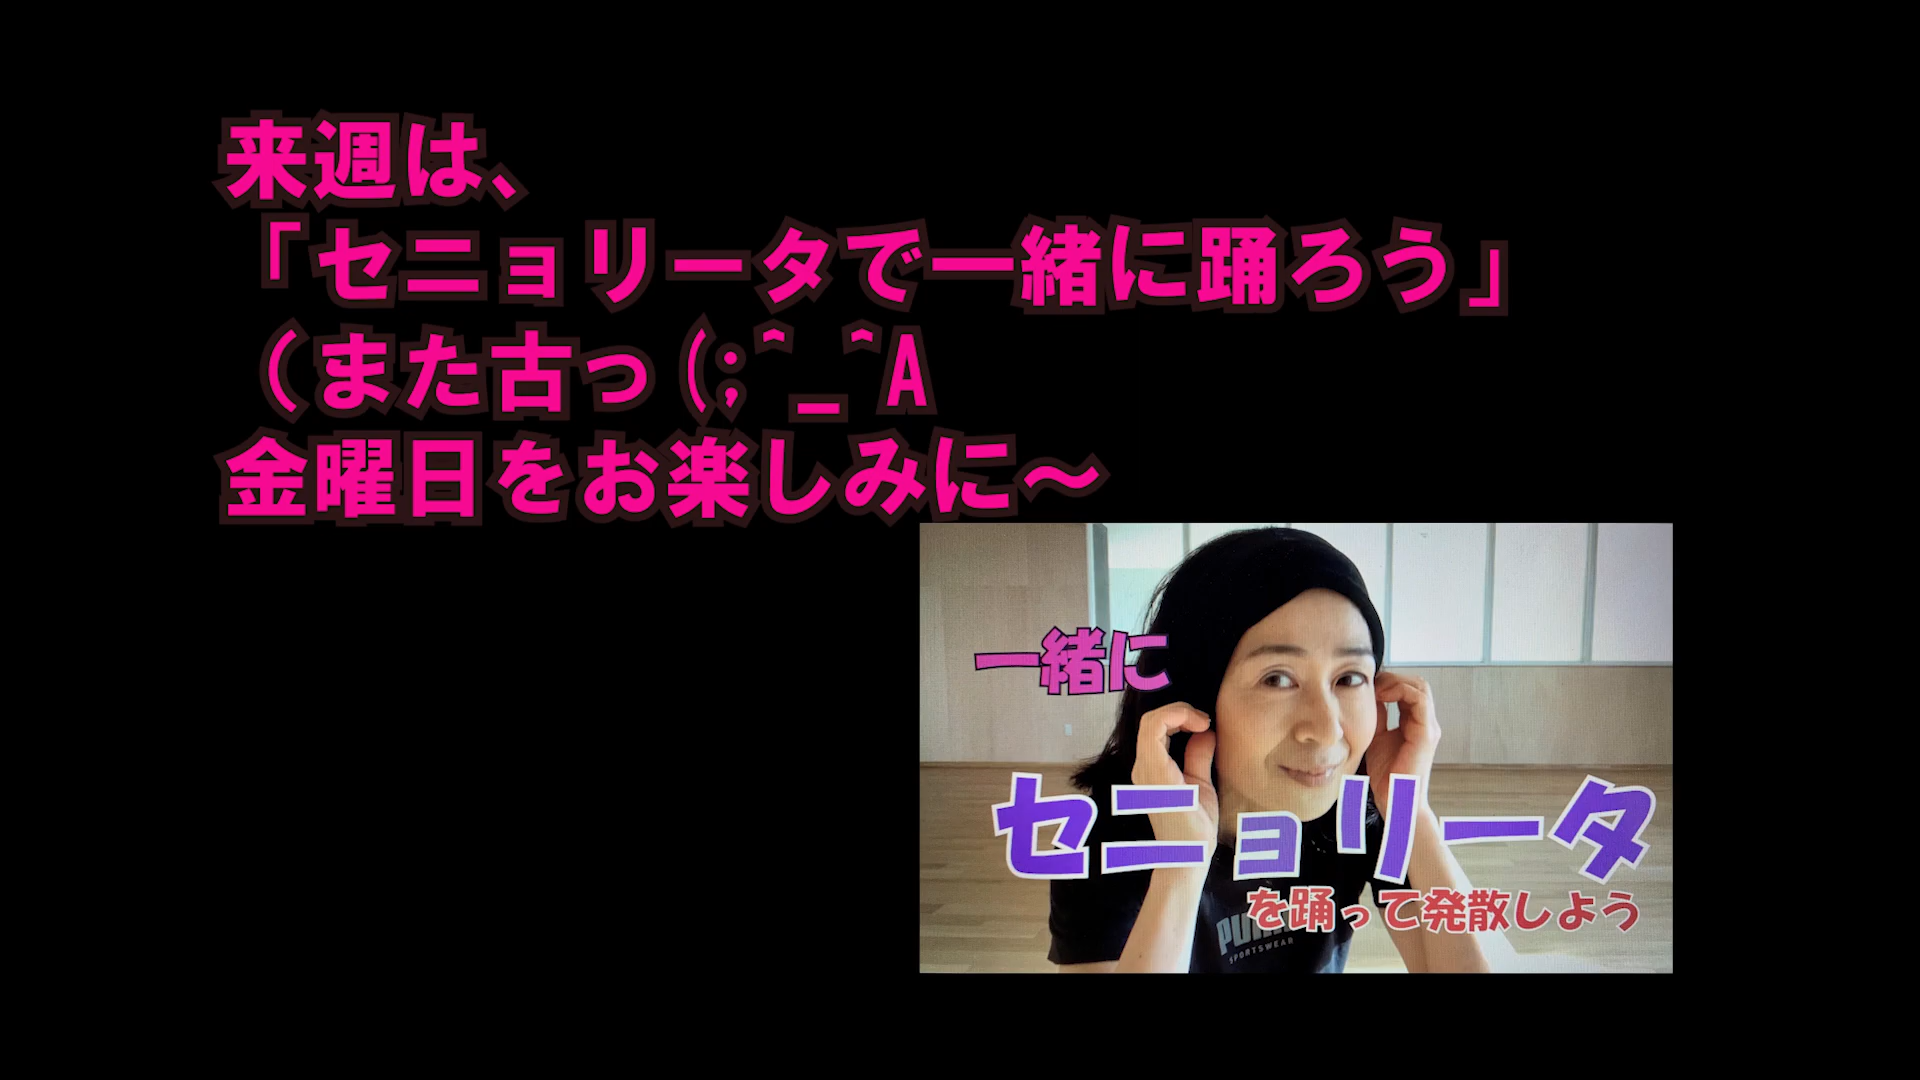 来週は、
「セニョリータで一緒に踊ろう」
（また古っ(;^_^A
金曜日をお楽しみに～
一緒に
セニョリータ
を踊って発散しよう
SPORTSWEAR